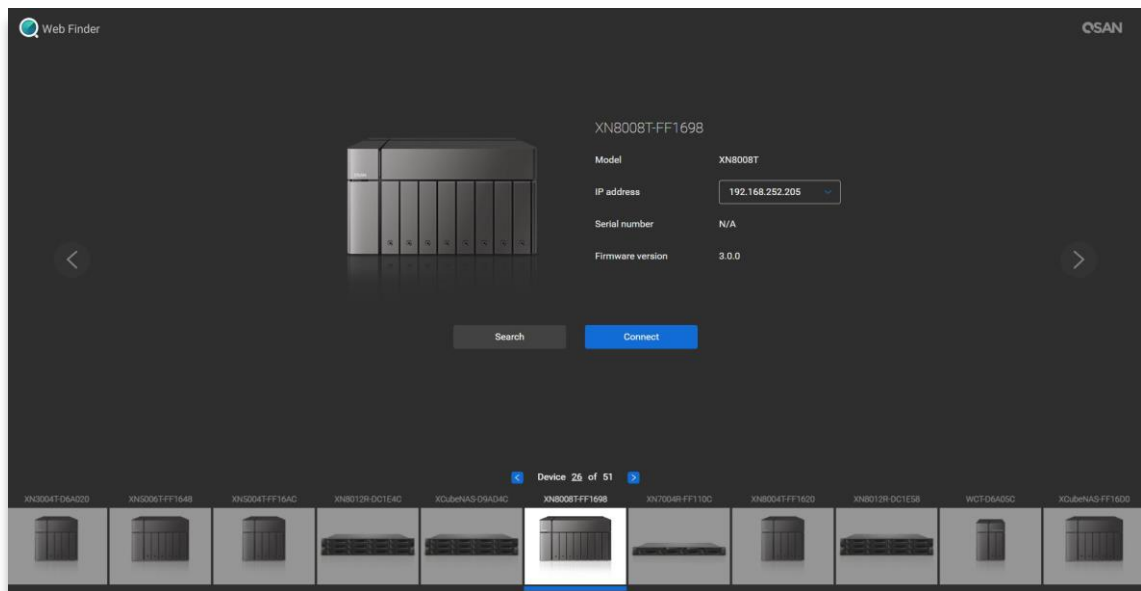 Web Finder
QSAN
XN8008T-FF1698
Model XN8008T
IP address 192.168.252.205
Serial number N/A
Firmware version 3.0.0
Search Connect
Device 26 of 51
XN3004T-D6A020 XN5006T-FF1648 XN5004T-FF16AC XN8012R-DC1E4C XCubeNAS-D9AD4C XN8008T-FF1698 XN7004R-FF110C XN8004T-FF1620 XN8012R-DC1E58 WCT-D6A05C XCubeNAS-FF16D0